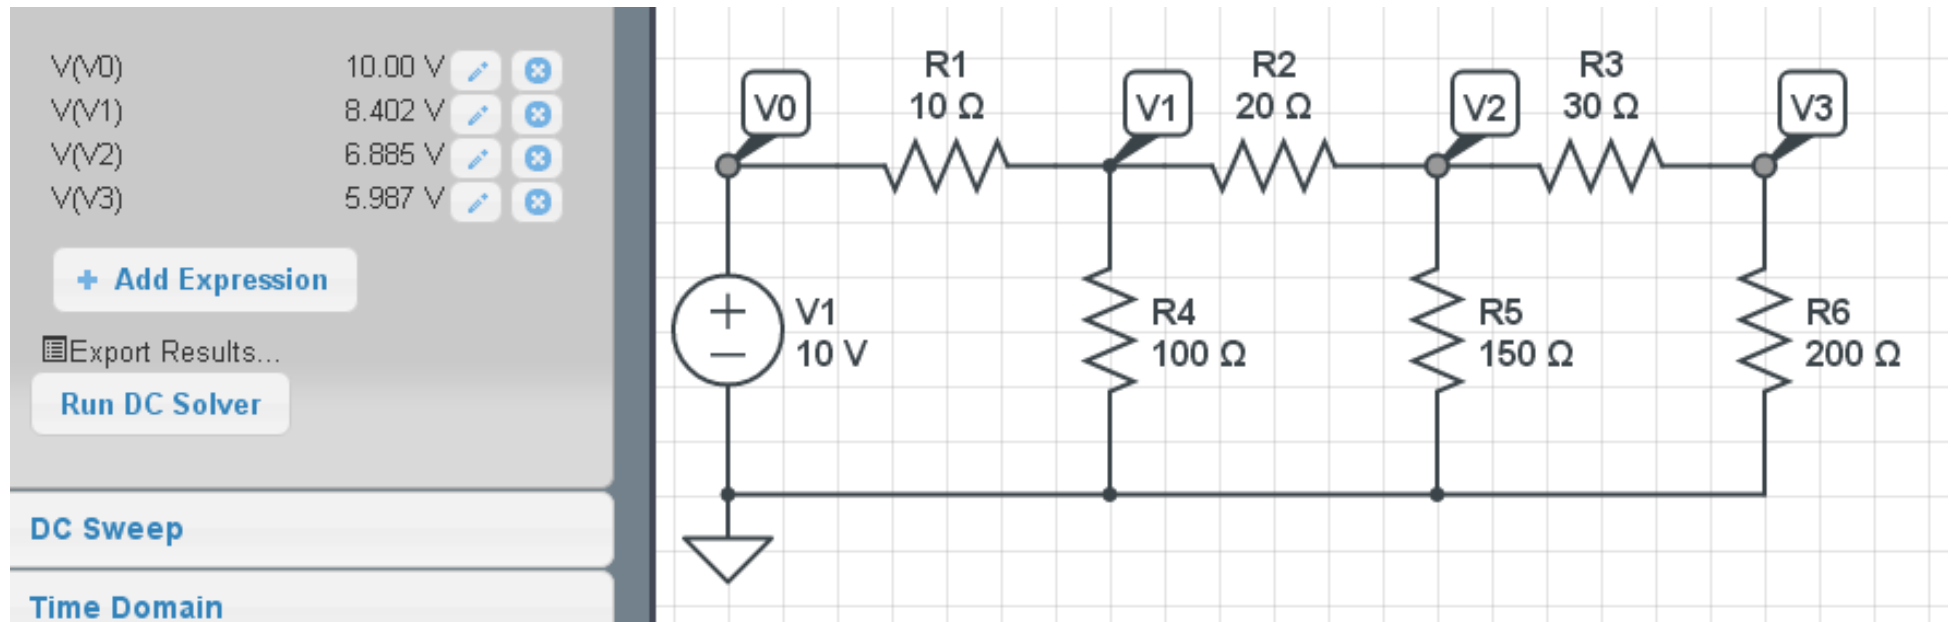 V(V0) 10.00 V
V(V1) 8.402 V
V(V2) 6.885 V
V(V3) 5.987 V
+ Add Expression
Export Results...
Run DC Solver
DC Sweep
Time Domain
V0
R1
10 Ω
V1
R2
20 Ω
V2
R3
30 Ω
V3
V1
10 V
R4
100 Ω
R5
150 Ω
R6
200 Ω